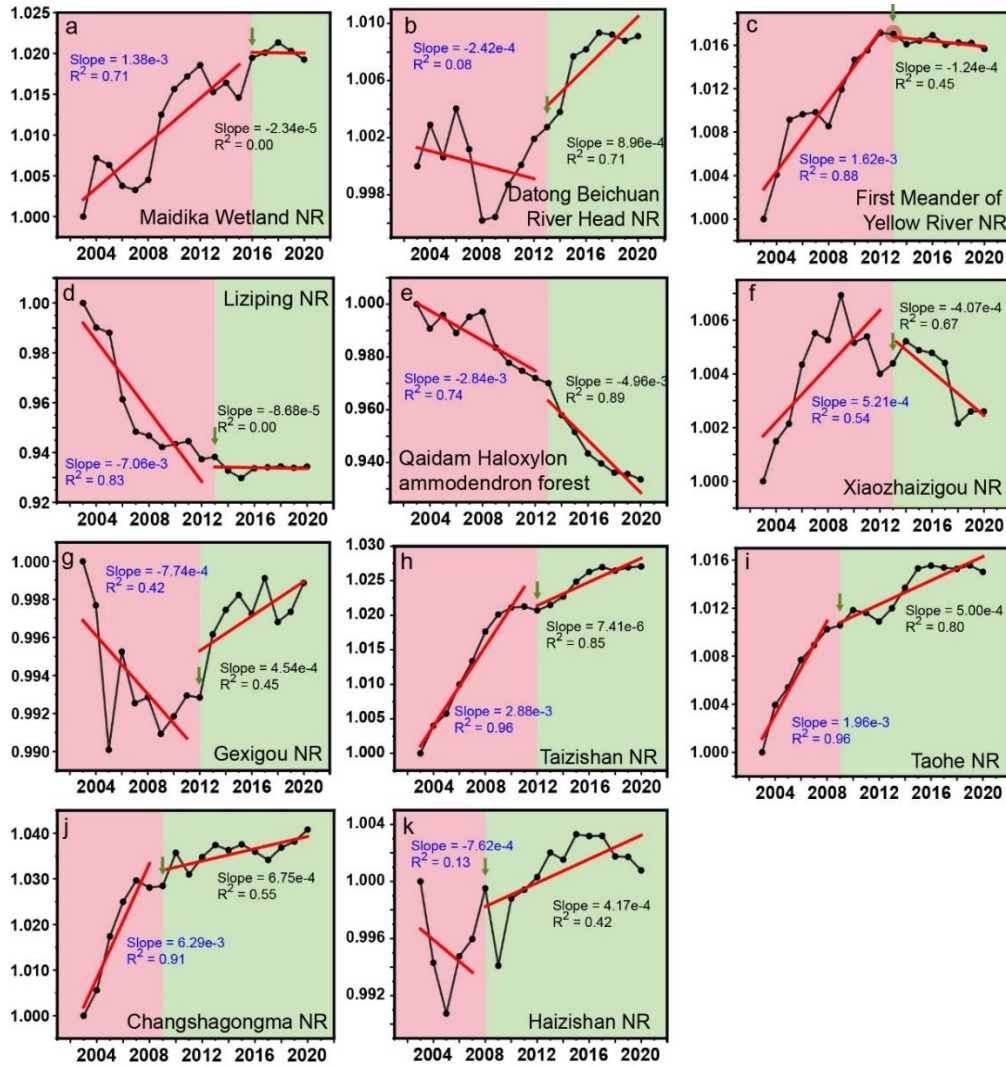 a
Slope = 1.38e-3
R² = 0.71
Slope = -2.34e-5
R² = 0.00
Maidika Wetland NR
1.020
1.015
1.010
1.005
1.000
2004 2008 2012 2016 2020
b
Slope = -2.42e-4
R² = 0.08
Slope = 8.96e-4
R² = 0.71
Datong Beichuan
River Head NR
1.010
1.006
1.002
0.998
2004 2008 2012 2016 2020
c
Slope = -1.24e-4
R² = 0.45
Slope = 1.62e-3
R² = 0.88
First Meander of
Yellow River NR
1.016
1.012
1.008
1.004
1.000
2004 2008 2012 2016 2020
d
Liziping NR
Slope = -8.68e-5
R² = 0.00
Slope = -7.06e-3
R² = 0.83
1.00
0.98
0.96
0.94
0.92
2004 2008 2012 2016 2020
e
Slope = -2.84e-3
R² = 0.74
Slope = -4.96e-3
R² = 0.89
Qaidam Haloxylon
ammodendron forest
1.000
0.980
0.960
0.940
2004 2008 2012 2016 2020
f
Slope = -4.07e-4
R² = 0.67
Slope = 5.21e-4
R² = 0.54
Xiaozhaizigou NR
1.006
1.004
1.002
1.000
2004 2008 2012 2016 2020
g
Slope = -7.74e-4
R² = 0.42
Slope = 4.54e-4
R² = 0.45
Gexigou NR
1.000
0.998
0.996
0.994
0.992
0.990
2004 2008 2012 2016 2020
h
Slope = 7.41e-6
R² = 0.85
Slope = 2.88e-3
R² = 0.96
Taizishan NR
1.030
1.025
1.020
1.015
1.010
1.005
1.000
2004 2008 2012 2016 2020
i
Slope = 5.00e-4
R² = 0.80
Slope = 1.96e-3
R² = 0.96
Taohe NR
1.016
1.012
1.008
1.004
1.000
2004 2008 2012 2016 2020
j
Slope = 6.75e-4
R² = 0.55
Slope = 6.29e-3
R² = 0.91
Changshagongma NR
1.040
1.030
1.020
1.010
1.000
2004 2008 2012 2016 2020
k
Slope = -7.62e-4
R² = 0.13
Slope = 4.17e-4
R² = 0.42
Haizishan NR
1.004
1.000
0.996
0.992
2004 2008 2012 2016 2020